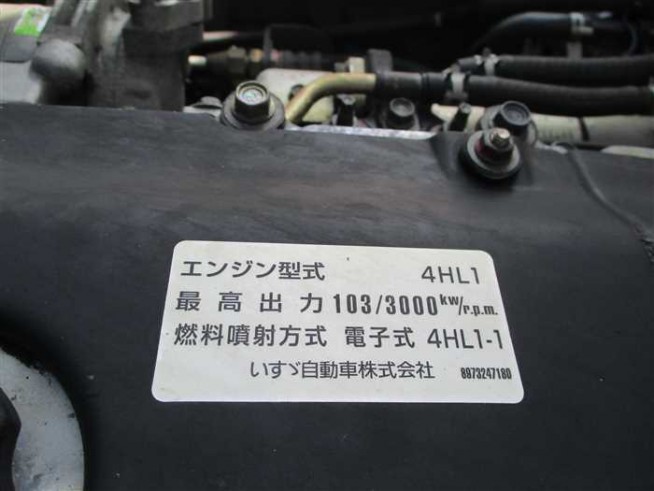 エンジン型式 4HL1
最高出力 103/3000 kw/r.p.m.
燃料噴射方式 電子式 4HL1-1
いすゞ自動車株式会社 8973247180